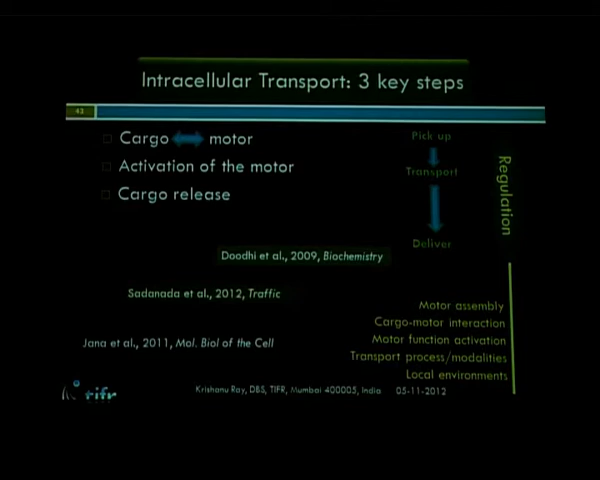 Intracellular Transport: 3 key steps
43
Cargo motor
Activation of the motor
Cargo release
Pick up
Transport
Deliver
Regulation
Doodhi et al., 2009, Biochemistry
Sadanada et al., 2012, Traffic
Jana et al., 2011, Mol. Biol of the Cell
Motor assembly
Cargo-motor interaction
Motor function activation
Transport process/modalities
Local environments
tifr
Krishanu Ray, DBS, TIFR, Mumbai 400005, India 05-11-2012